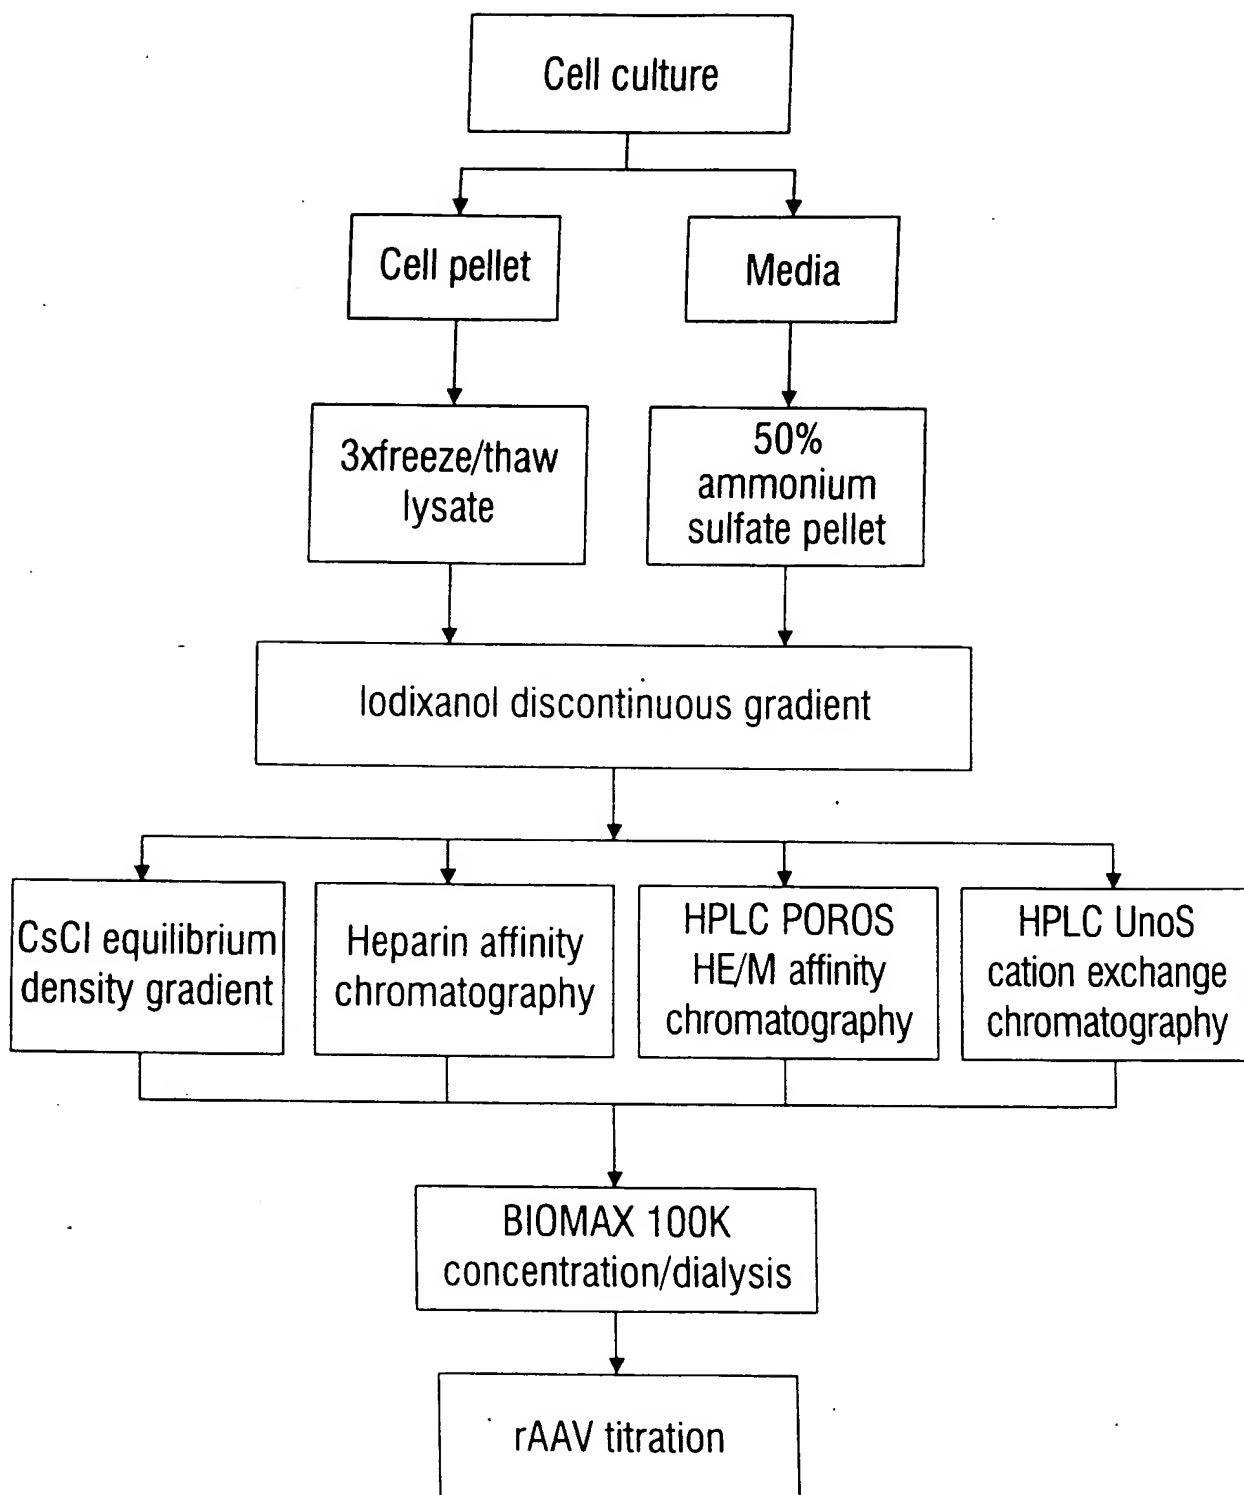 Cell culture
Cell pellet
Media
3xfreeze/thaw
lysate
50%
ammonium
sulfate pellet
Iodixanol discontinuous gradient
CsCl equilibrium
density gradient
Heparin affinity
chromatography
HPLC POROS
HE/M affinity
chromatography
HPLC UnoS
cation exchange
chromatography
BIOMAX 100K
concentration/dialysis
rAAV titration